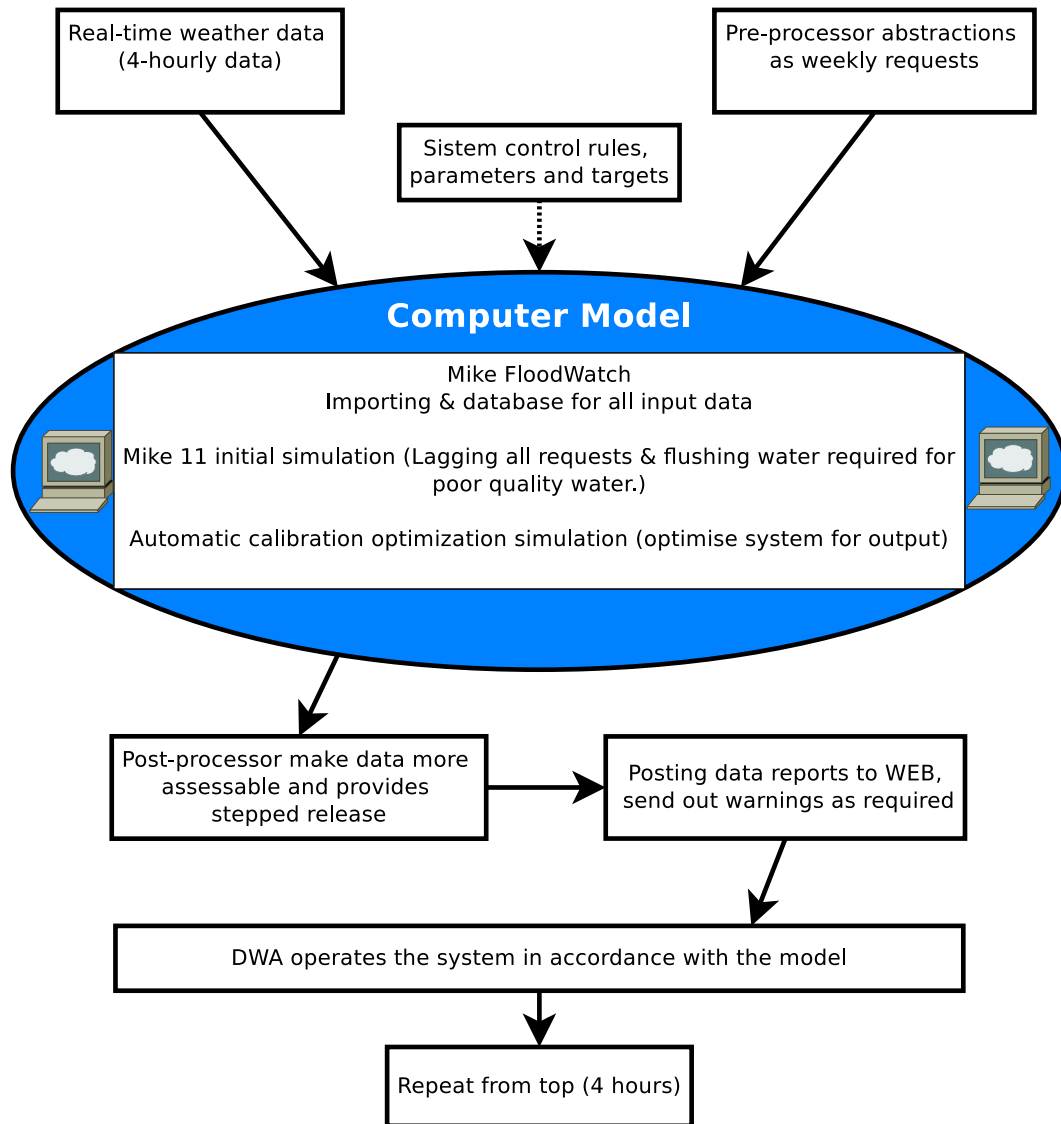 Real-time weather data
(4-hourly data)
Pre-processor abstractions
as weekly requests
Sistem control rules,
parameters and targets
Computer Model
Mike FloodWatch
Importing & database for all input data
Mike 11 initial simulation (Lagging all requests & flushing water required for
poor quality water.)
Automatic calibration optimization simulation (optimise system for output)
Post-processor make data more
assessable and provides
stepped release
Posting data reports to WEB,
send out warnings as required
DWA operates the system in accordance with the model
Repeat from top (4 hours)